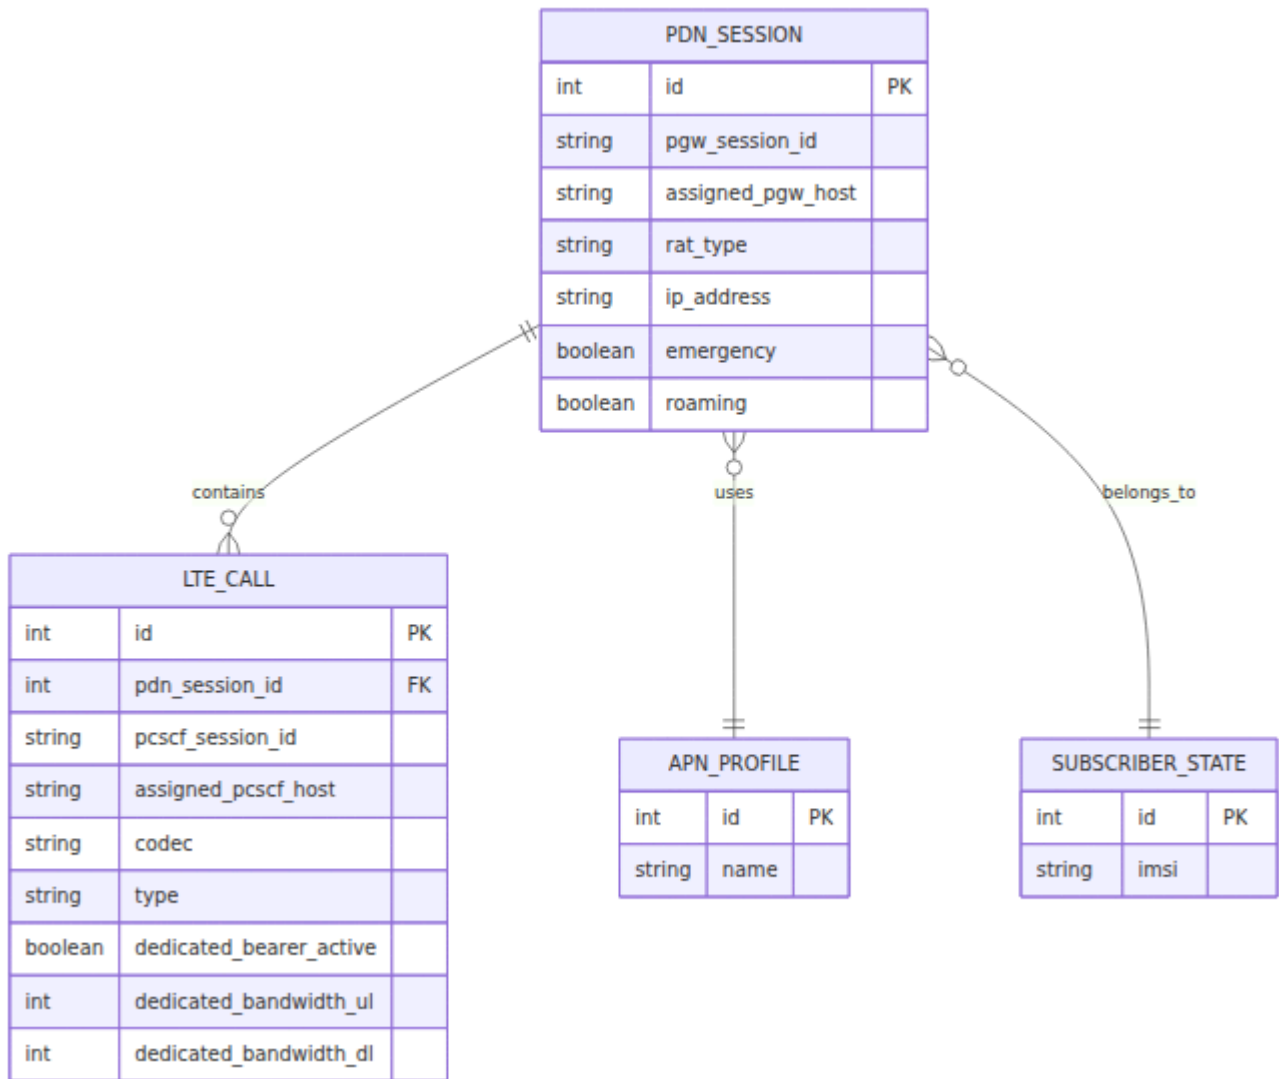 PDN_SESSION
int id PK
string pgw_session_id
string assigned_pgw_host
string rat_type
string ip_address
boolean emergency
boolean roaming
contains
uses
belongs_to
LTE_CALL
int id PK
int pdn_session_id FK
string pcscf_session_id
string assigned_pcscf_host
string codec
string type
boolean dedicated_bearer_active
int dedicated_bandwidth_ul
int dedicated_bandwidth_dl
APN_PROFILE
int id PK
string name
SUBSCRIBER_STATE
int id PK
string imsi